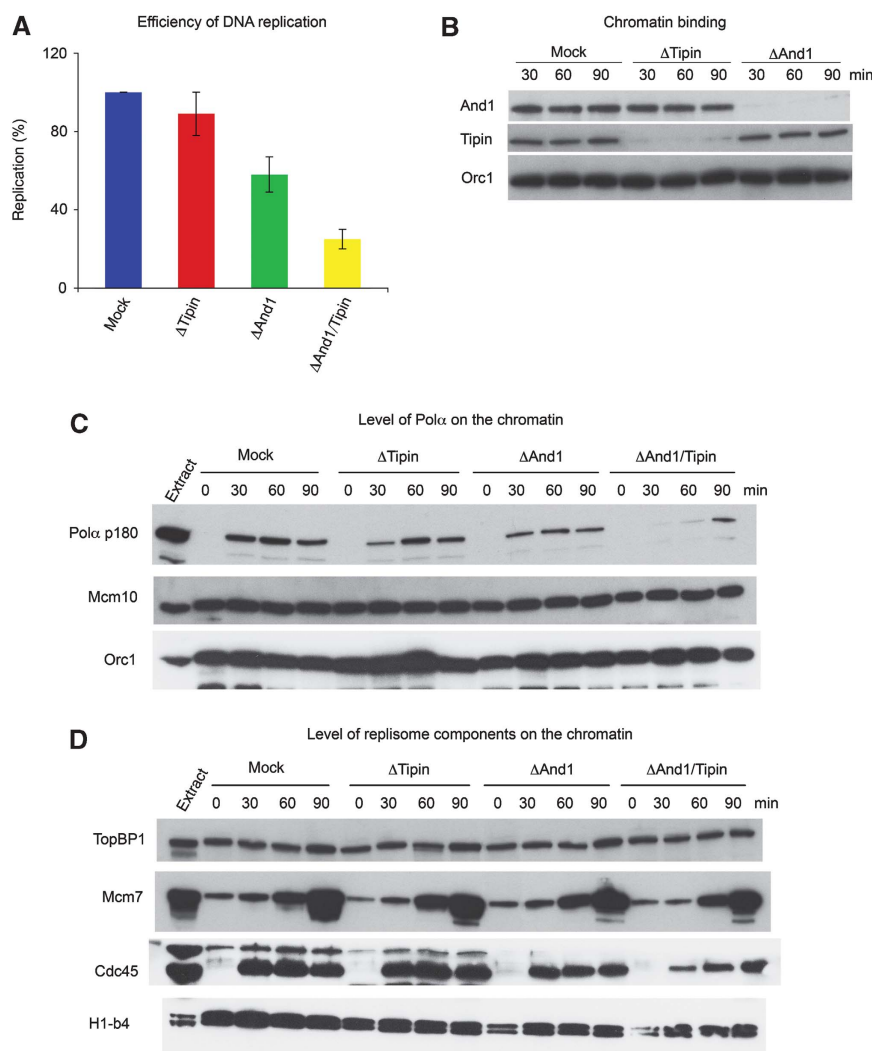 A
Efficiency of DNA replication
120
80
40
0
Replication (%)
Mock
ΔTipin
ΔAnd1
ΔAnd1/Tipin
B
Chromatin binding
Mock ΔTipin ΔAnd1
30 60 90 30 60 90 30 60 90 min
And1
Tipin
Orc1
C
Level of Polα on the chromatin
Mock ΔTipin ΔAnd1 ΔAnd1/Tipin
Extract 0 30 60 90 0 30 60 90 0 30 60 90 0 30 60 90 min
Polα p180
Mcm10
Orc1
D
Level of replisome components on the chromatin
Mock ΔTipin ΔAnd1 ΔAnd1/Tipin
Extract 0 30 60 90 0 30 60 90 0 30 60 90 0 30 60 90 min
TopBP1
Mcm7
Cdc45
H1-b4